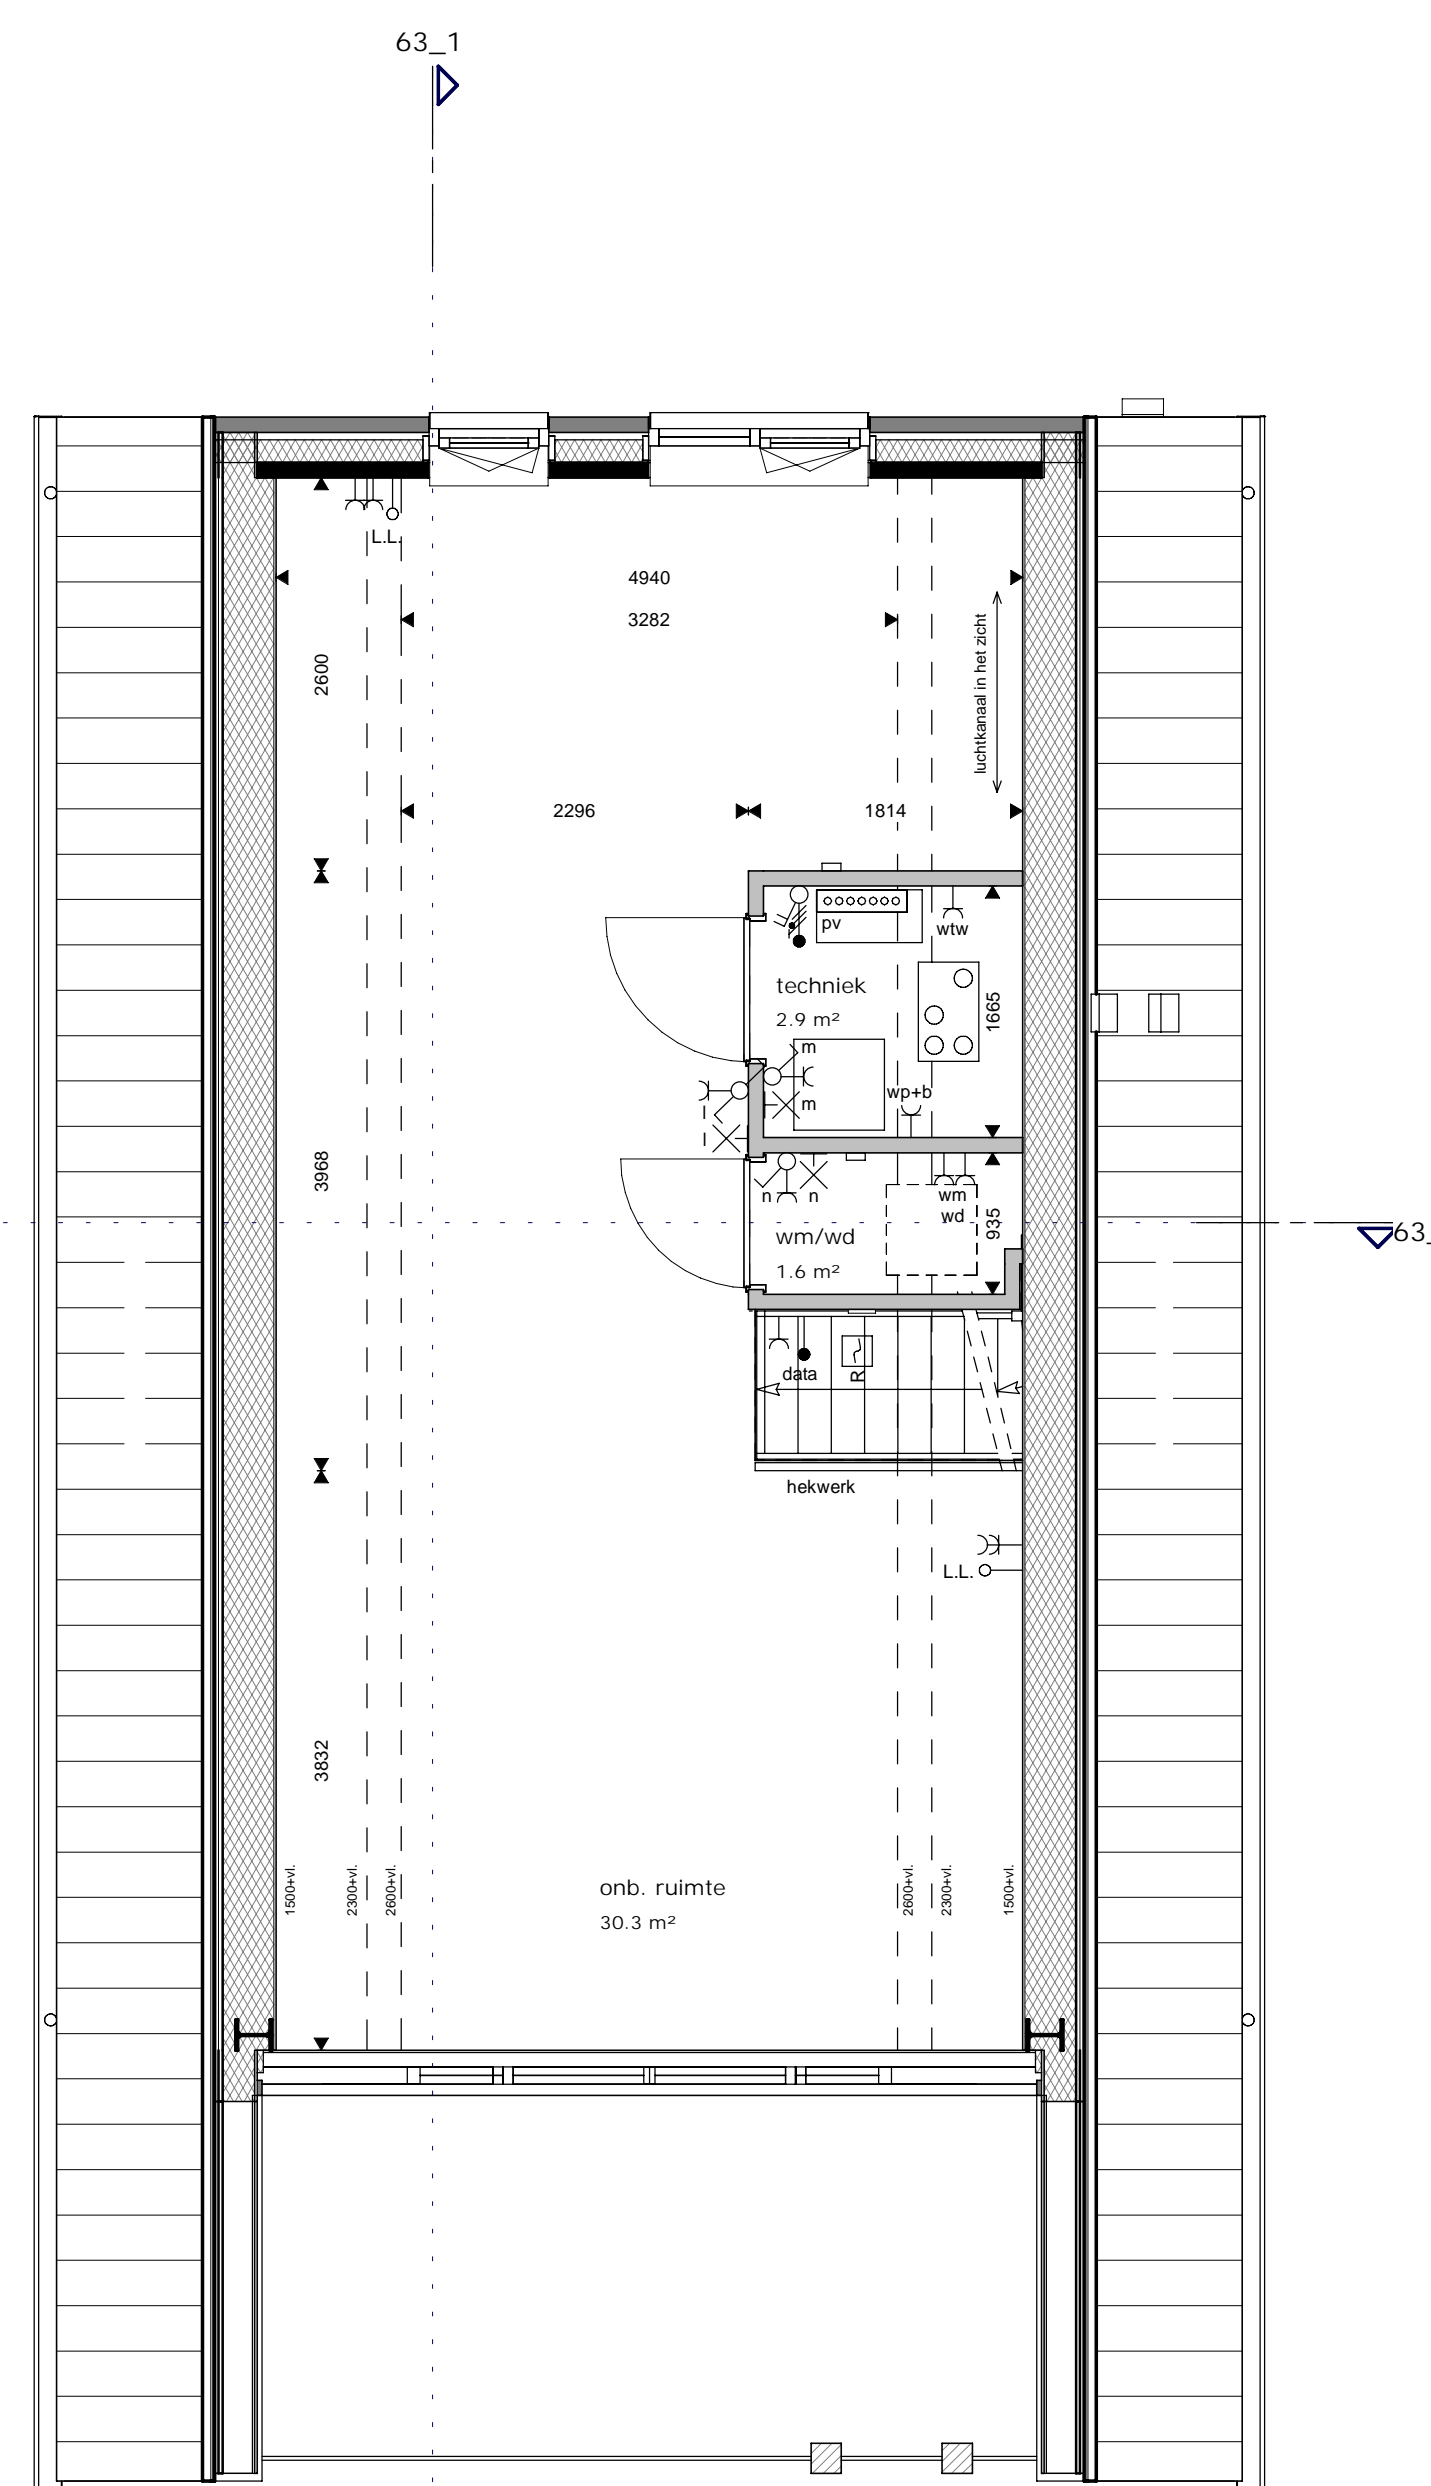 63_1
L.L.
4940
3282
2600
luchtkanaal in het zicht
2296
1814
pv
wtw
techniek
2.9 m²
1665
m
wp+b
m
l
l
3968
n
n
wm
wd
935
wm/wd
1.6 m²
63_
data
R
hekwerk
L.L.
3832
1500+vl.
2300+vl.
2600+vl.
2600+vl.
2300+vl.
1500+vl.
onb. ruimte
30.3 m²